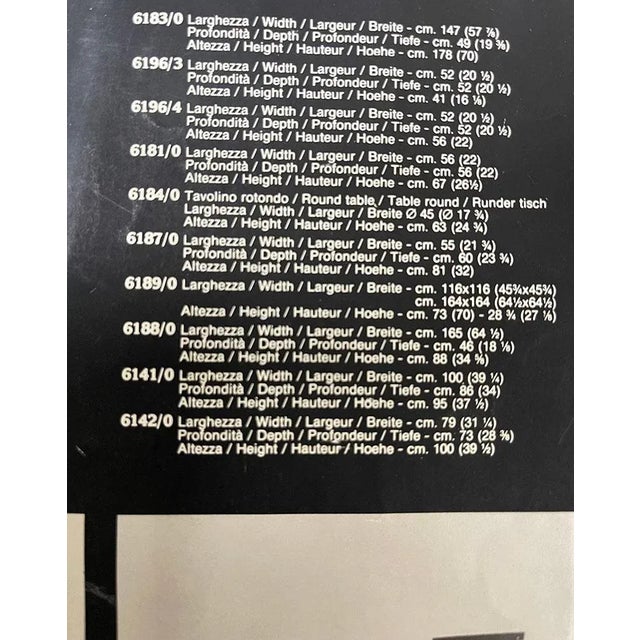 6183/0 Larghezza / Width / Largeur / Breite - cm. 147 (57 ⅞)
Profondità / Depth / Profondeur / Tiefe - cm. 49 (19 ⅜)
Altezza / Height / Hauteur / Hoehe - cm. 178 (70)
6196/3 Larghezza / Width / Largeur / Breite - cm. 52 (20 ½)
Profondità / Depth / Profondeur / Tiefe - cm. 52 (20 ½)
Altezza / Height / Hauteur / Hoehe - cm. 41 (16 ⅛)
6196/4 Larghezza / Width / Largeur / Breite - cm. 52 (20 ½)
Profondità / Depth / Profondeur / Tiefe - cm. 52 (20 ½)
Altezza / Height / Hauteur / Hoehe - cm. 56 (22)
6181/0 Larghezza / Width / Largeur / Breite - cm. 56 (22)
Profondità / Depth / Profondeur / Tiefe - cm. 56 (22)
Altezza / Height / Hauteur / Hoehe - cm. 67 (26½)
6184/0 Tavolino rotondo / Round table / Table round / Runder tisch
Larghezza / Width / Largeur / Breite Ø 45 (Ø 17 ¾)
Altezza / Height / Hauteur / Hoehe - cm. 63 (24 ¾)
6187/0 Larghezza / Width / Largeur / Breite - cm. 55 (21 ¾)
Profondità / Depth / Profondeur / Tiefe - cm. 60 (23 ¾)
Altezza / Height / Hauteur / Hoehe - cm. 81 (32)
6189/0 Larghezza / Width / Largeur / Breite - cm. 116x116 (45¾x45¾)
cm. 164x164 (64½x64½)
Altezza / Height / Hauteur / Hoehe - cm. 73 (70) - 28 ¾ (27 ⅛)
6188/0 Larghezza / Width / Largeur / Breite - cm. 165 (64 ½)
Profondità / Depth / Profondeur / Tiefe - cm. 46 (18 ⅛)
Altezza / Height / Hauteur / Hoehe - cm. 88 (34 ⅝)
6141/0 Larghezza / Width / Largeur / Breite - cm. 100 (39 ¼)
Profondità / Depth / Profondeur / Tiefe - cm. 86 (34)
Altezza / Height / Hauteur / Hoehe - cm. 95 (37 ½)
6142/0 Larghezza / Width / Largeur / Breite - cm. 79 (31 ¼)
Profondità / Depth / Profondeur / Tiefe - cm. 73 (28 ¾)
Altezza / Height / Hauteur / Hoehe - cm. 100 (39 ½)